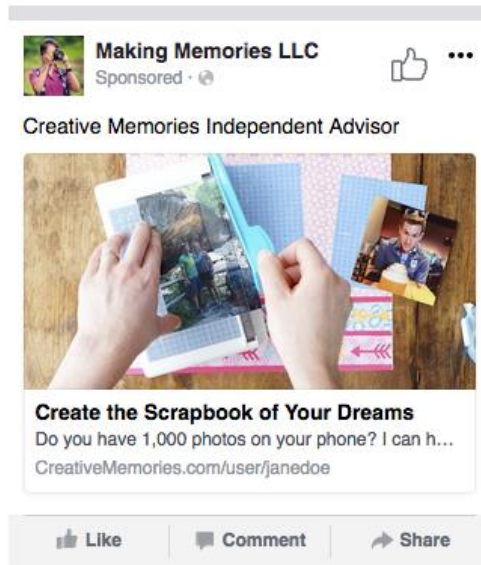 Making Memories LLC
Sponsored ·
Creative Memories Independent Advisor
Create the Scrapbook of Your Dreams
Do you have 1,000 photos on your phone? I can h...
CreativeMemories.com/user/janedoe
Like Comment Share